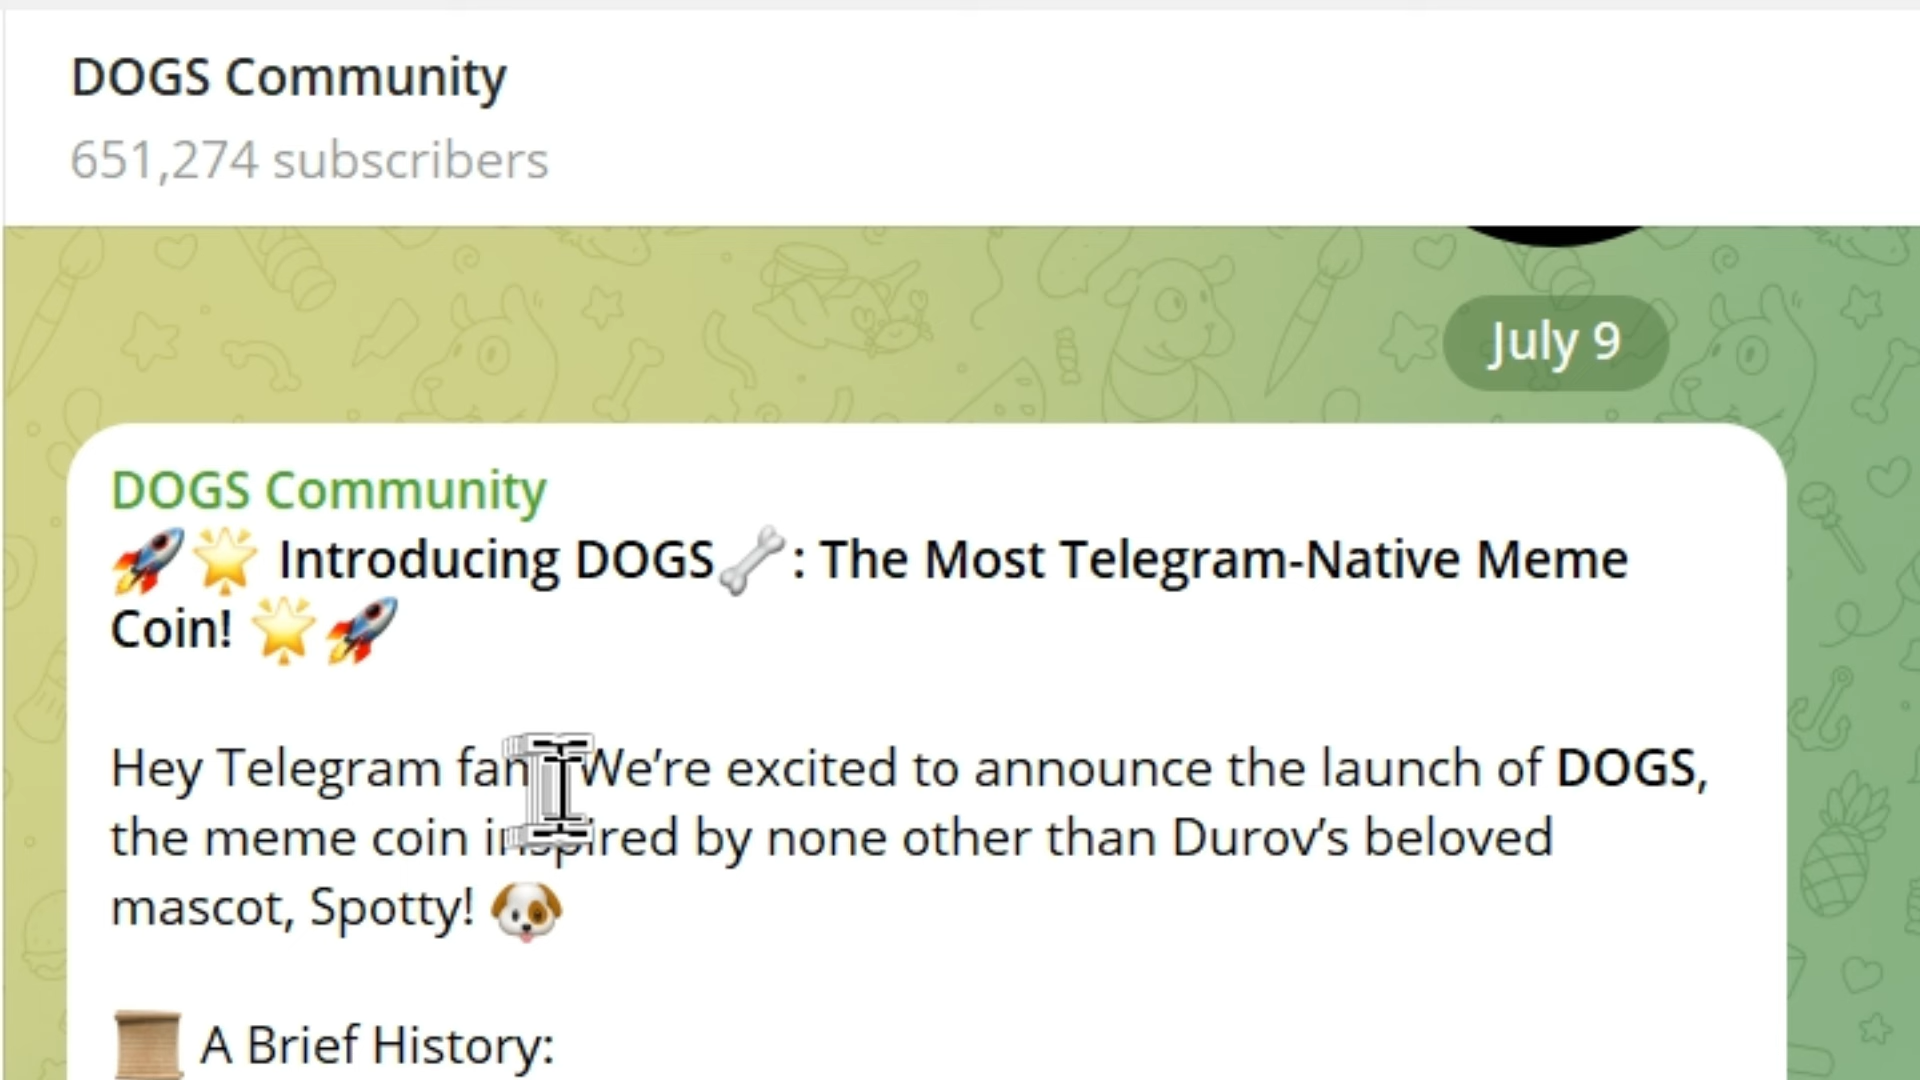 DOGS Community
651,274 subscribers
July 9
DOGS Community
🚀🌟 Introducing DOGS🦴: The Most Telegram-Native Meme
Coin! 🌟🚀
Hey Telegram We’re excited to announce the launch of DOGS,
the meme coin inspired by none other than Durov’s beloved
mascot, Spotty! 🐶
📜 A Brief History: